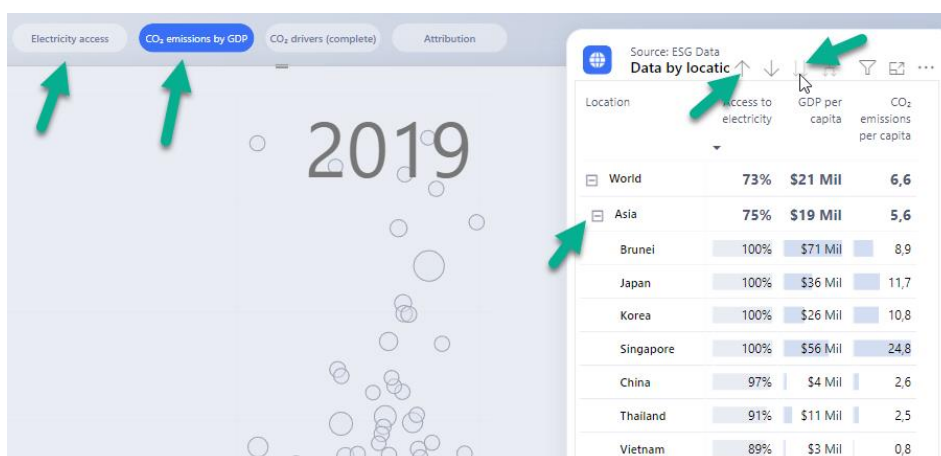 Electricity access
CO₂ emissions by GDP
CO₂ drivers (complete)
Attribution
2019
Source: ESG Data
Data by locatic
Location
Access to electricity
GDP per capita
CO₂ emissions per capita
World 73% $21 Mil 6,6
Asia 75% $19 Mil 5,6
Brunei 100% $71 Mil 8,9
Japan 100% $36 Mil 11,7
Korea 100% $26 Mil 10,8
Singapore 100% $56 Mil 24,8
China 97% $4 Mil 2,6
Thailand 91% $11 Mil 2,5
Vietnam 89% $3 Mil 0,8